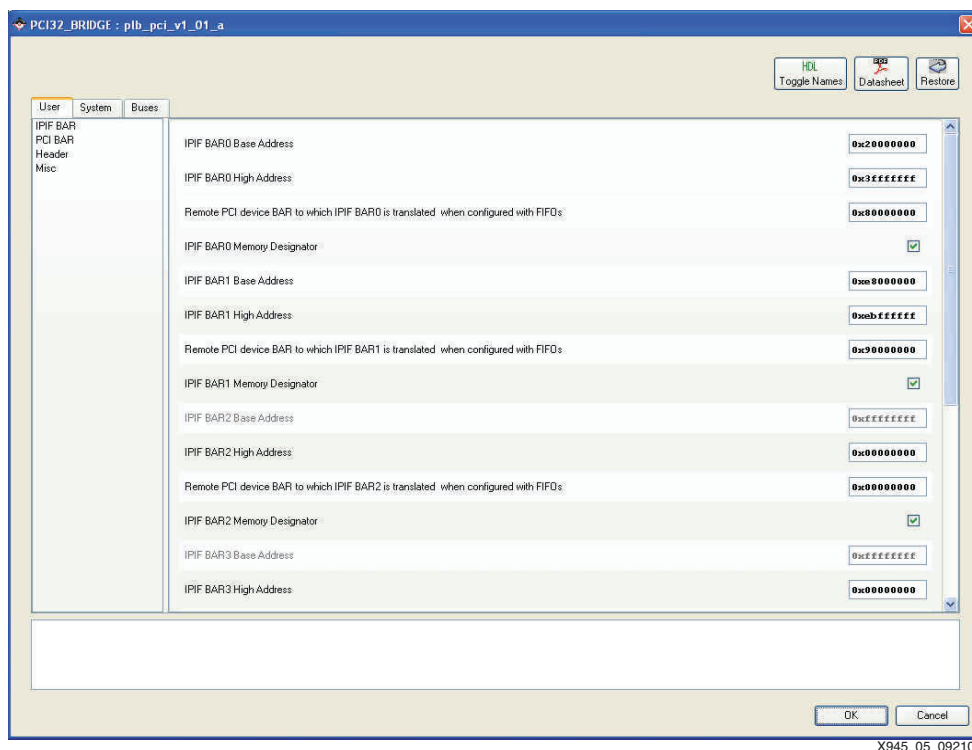 PCI32_BRIDGE : plb_pci_v1_01_a
HDL
Toggle Names
PDF
Datasheet
Restore
User System Buses
IPIF BAR
PCI BAR
Header
Misc
IPIF BAR0 Base Address 0x20000000
IPIF BAR0 High Address 0x3fffffff
Remote PCI device BAR to which IPIF BAR0 is translated when configured with FIFOs 0x80000000
IPIF BAR0 Memory Designator
IPIF BAR1 Base Address 0xe8000000
IPIF BAR1 High Address 0xebffffff
Remote PCI device BAR to which IPIF BAR1 is translated when configured with FIFOs 0x90000000
IPIF BAR1 Memory Designator
IPIF BAR2 Base Address 0xffffffff
IPIF BAR2 High Address 0x00000000
Remote PCI device BAR to which IPIF BAR2 is translated when configured with FIFOs 0x00000000
IPIF BAR2 Memory Designator
IPIF BAR3 Base Address 0xffffffff
IPIF BAR3 High Address 0x00000000
OK Cancel
X945_05_09210